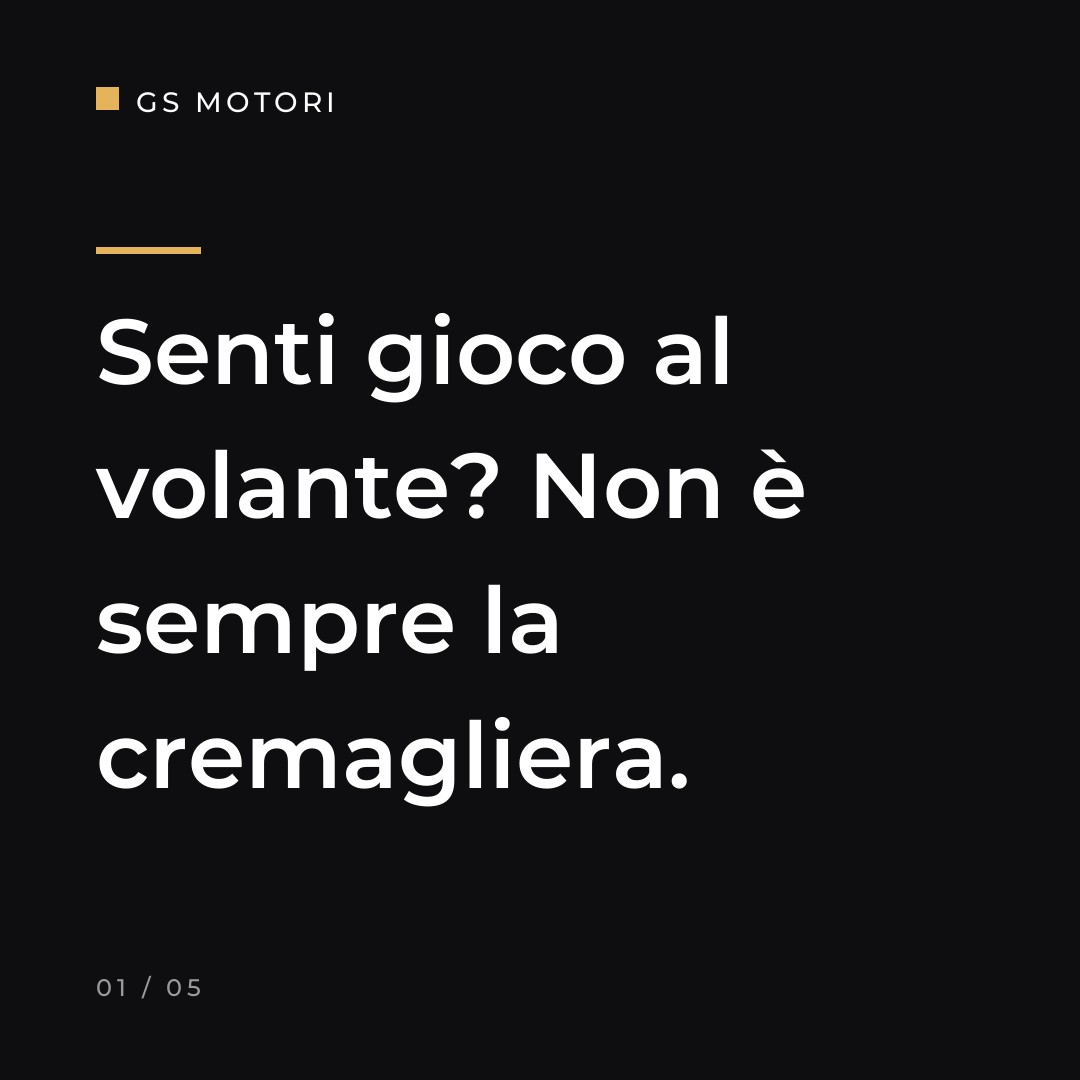 GS MOTORI
Senti gioco al
volante? Non è
sempre la
cremagliera.
01 / 05